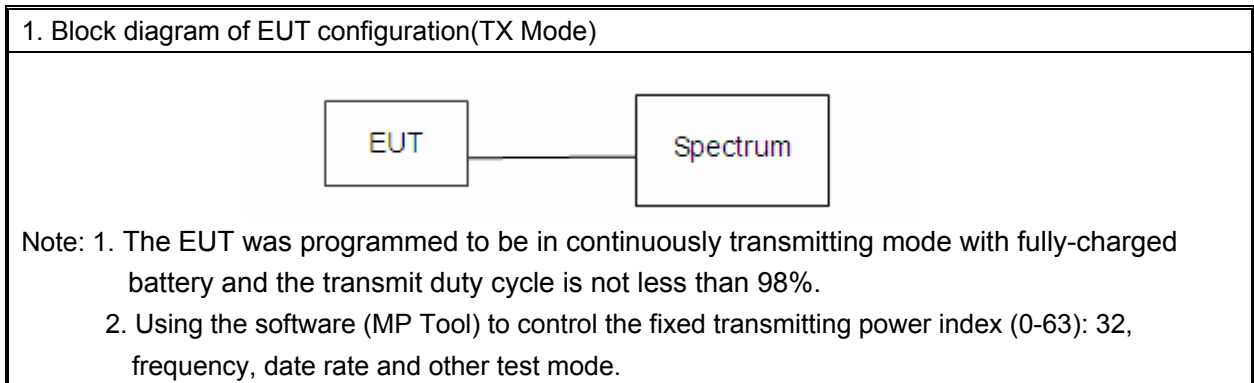 1. Block diagram of EUT configuration(TX Mode)
EUT
Spectrum
Note: 1. The EUT was programmed to be in continuously transmitting mode with fully-charged
battery and the transmit duty cycle is not less than 98%.
2. Using the software (MP Tool) to control the fixed transmitting power index (0-63): 32,
frequency, date rate and other test mode.